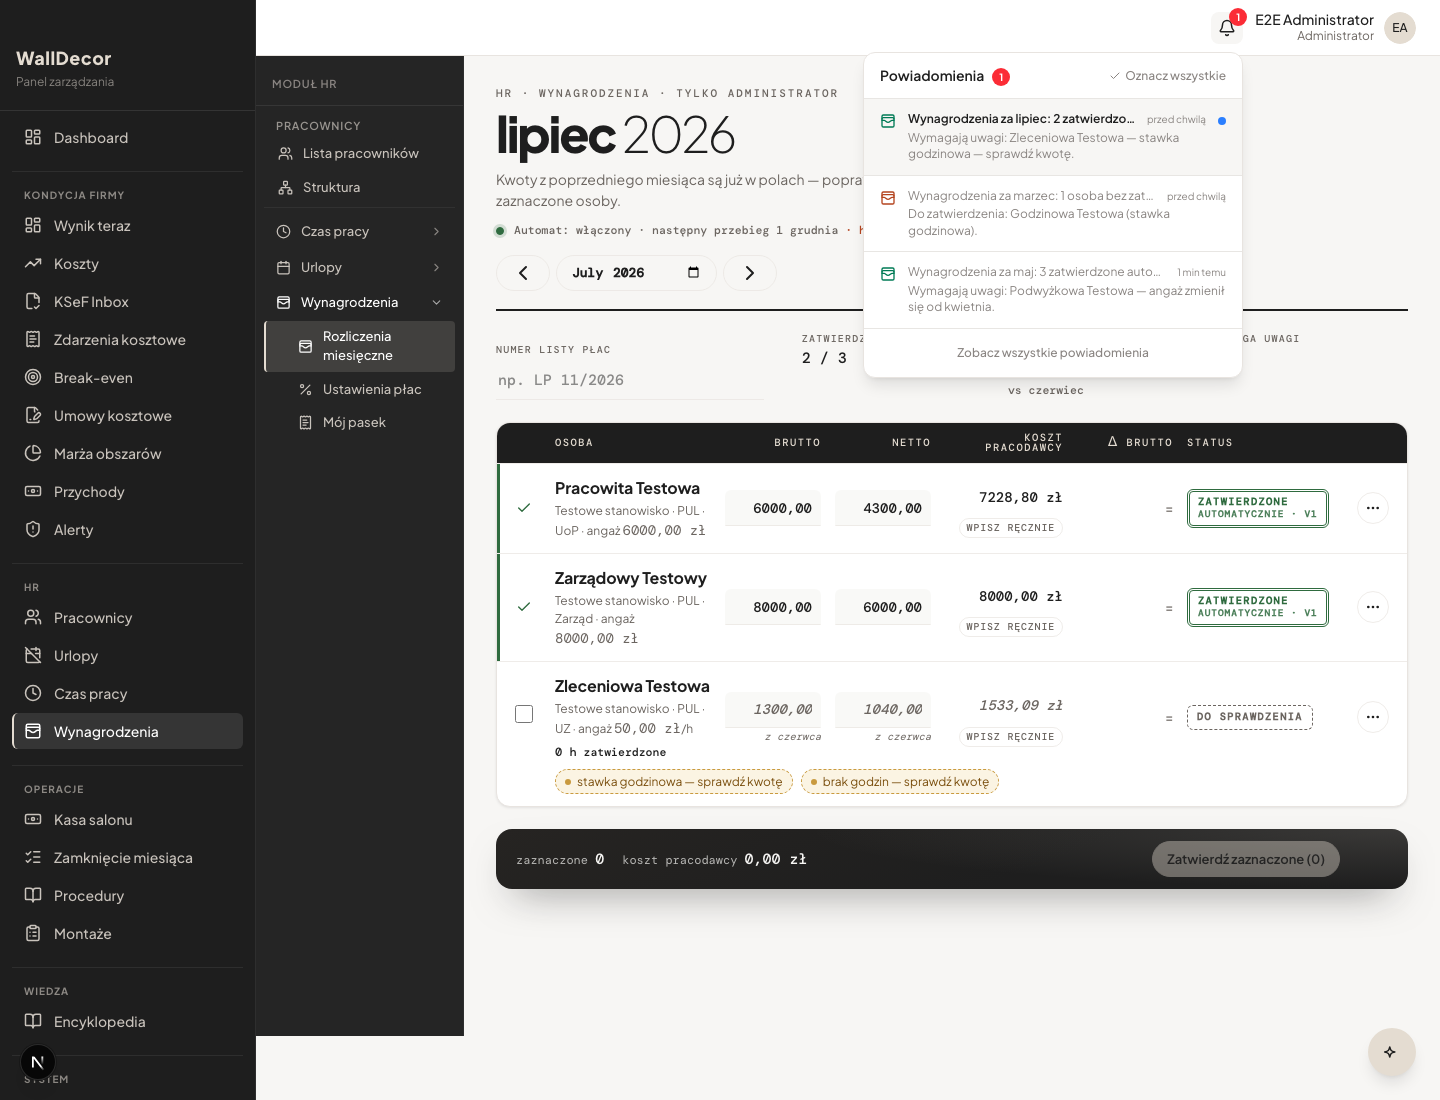 WallDecor
Panel zarządzania
Dashboard
KONDYCJA FIRMY
Wynik teraz
Koszty
KSeF Inbox
Zdarzenia kosztowe
Break-even
Umowy kosztowe
Marża obszarów
Przychody
Alerty
HR
Pracownicy
Urlopy
Czas pracy
Wynagrodzenia
OPERACJE
Kasa salonu
Zamknięcie miesiąca
Procedury
Montaże
WIEDZA
Encyklopedia
SYSTEM
N
MODUŁ HR
PRACOWNICY
Lista pracowników
Struktura
Czas pracy
Urlopy
Wynagrodzenia
Rozliczenia
miesięczne
Ustawienia płac
Mój pasek
1
E2E Administrator
Administrator
EA
Powiadomienia 1
Oznacz wszystkie
Wynagrodzenia za lipiec: 2 zatwierdzo… przed chwilą
Wymagają uwagi: Zleceniowa Testowa — stawka
godzinowa — sprawdź kwotę.
Wynagrodzenia za marzec: 1 osoba bez zat… przed chwilą
Do zatwierdzenia: Godzinowa Testowa (stawka
godzinowa).
Wynagrodzenia za maj: 3 zatwierdzone auto… 1 min temu
Wymagają uwagi: Podwyżkowa Testowa — angaż zmienił
się od kwietnia.
Zobacz wszystkie powiadomienia
HR · WYNAGRODZENIA · TYLKO ADMINISTRATOR
lipiec 2026
Kwoty z poprzedniego miesiąca są już w polach — popra
zaznaczone osoby.
Automat: włączony · następny przebieg 1 grudnia · h
July 2026
NUMER LISTY PŁAC
np. LP 11/2026
ZATWIERDZ
2 / 3
vs czerwiec
GA UWAGI
OSOBA BRUTTO NETTO KOSZT PRACODAWCY Δ BRUTTO STATUS
Pracowita Testowa
Testowe stanowisko · PUL ·
UoP · angaż 6000,00 zł
6000,00
4300,00
7228,80 zł
WPISZ RĘCZNIE
=
ZATWIERDZONE
AUTOMATYCZNIE · V1
Zarządowy Testowy
Testowe stanowisko · PUL ·
Zarząd · angaż
8000,00 zł
8000,00
6000,00
8000,00 zł
WPISZ RĘCZNIE
=
ZATWIERDZONE
AUTOMATYCZNIE · V1
Zleceniowa Testowa
Testowe stanowisko · PUL ·
UZ · angaż 50,00 zł/h
0 h zatwierdzone
1300,00
z czerwca
1040,00
z czerwca
1533,09 zł
WPISZ RĘCZNIE
=
DO SPRAWDZENIA
stawka godzinowa — sprawdź kwotę
brak godzin — sprawdź kwotę
zaznaczone 0 koszt pracodawcy 0,00 zł
Zatwierdź zaznaczone (0)